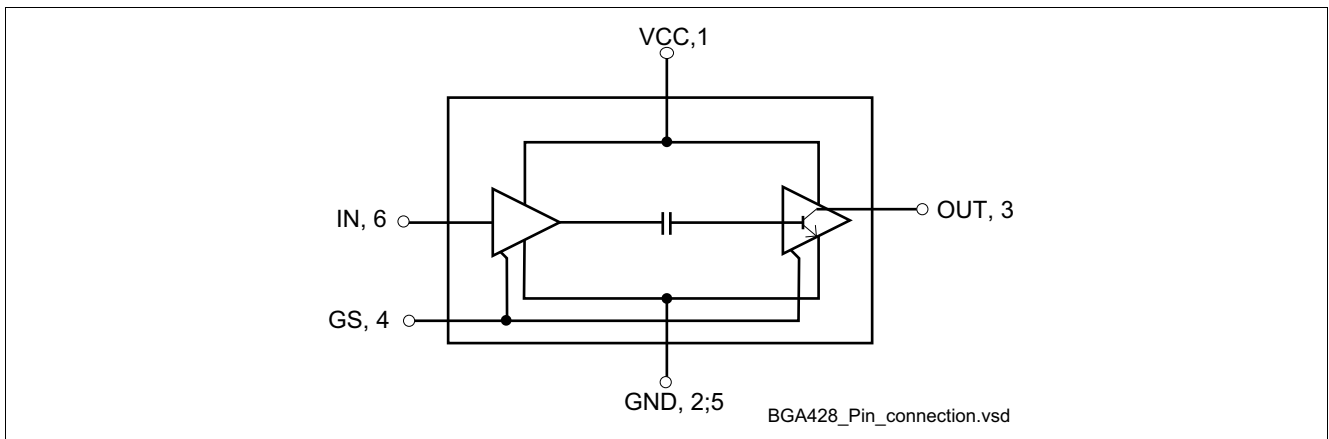 VCC,1
IN, 6
OUT, 3
GS, 4
GND, 2;5
BGA428_Pin_connection.vsd